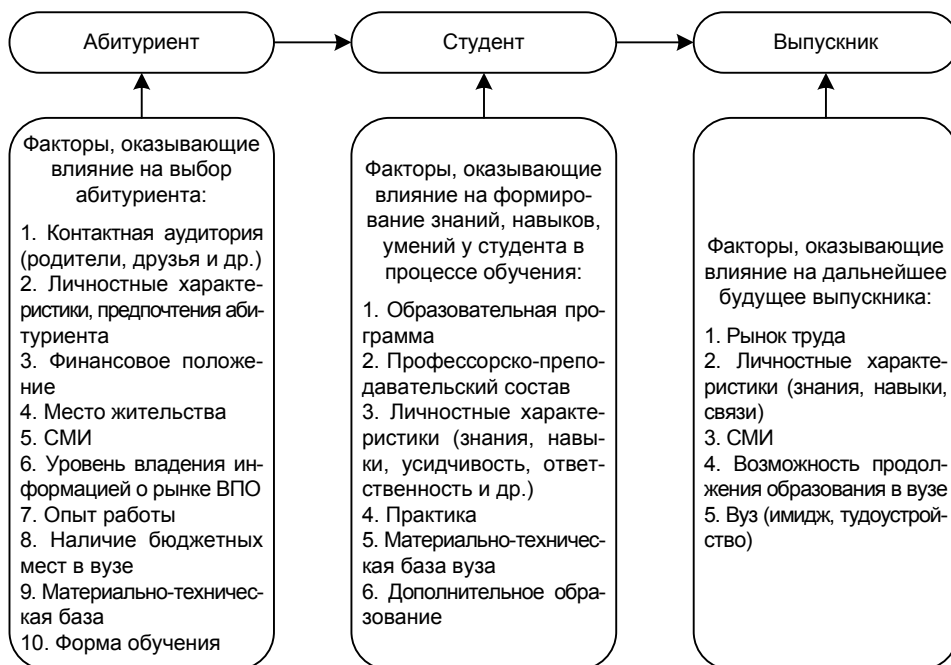 Абитуриент
Студент
Выпускник
Факторы, оказывающие
влияние на выбор
абитуриента:
1. Контактная аудитория
(родители, друзья и др.)
2. Личностные характе-
ристики, предпочтения аби-
туриента
3. Финансовое положе-
ние
4. Место жительства
5. СМИ
6. Уровень владения ин-
формацией о рынке ВПО
7. Опыт работы
8. Наличие бюджетных
мест в вузе
9. Материально-техничес-
кая база
10. Форма обучения
Факторы, оказывающие
влияние на формиро-
вание знаний, навыков,
умений у студента в
процессе обучения:
1. Образовательная про-
грамма
2. Профессорско-препо-
давательский состав
3. Личностные характе-
ристики (знания, навы-
ки, усидчивость, ответ-
ственность и др.)
4. Практика
5. Материально-техничес-
кая база вуза
6. Дополнительное обра-
зование
Факторы, оказывающие
влияние на дальнейшее
будущее выпускника:
1. Рынок труда
2. Личностные характе-
ристики (знания, навыки,
связи)
3. СМИ
4. Возможность продол-
жения образования в вузе
5. Вуз (имидж, тудоустрой-
ство)